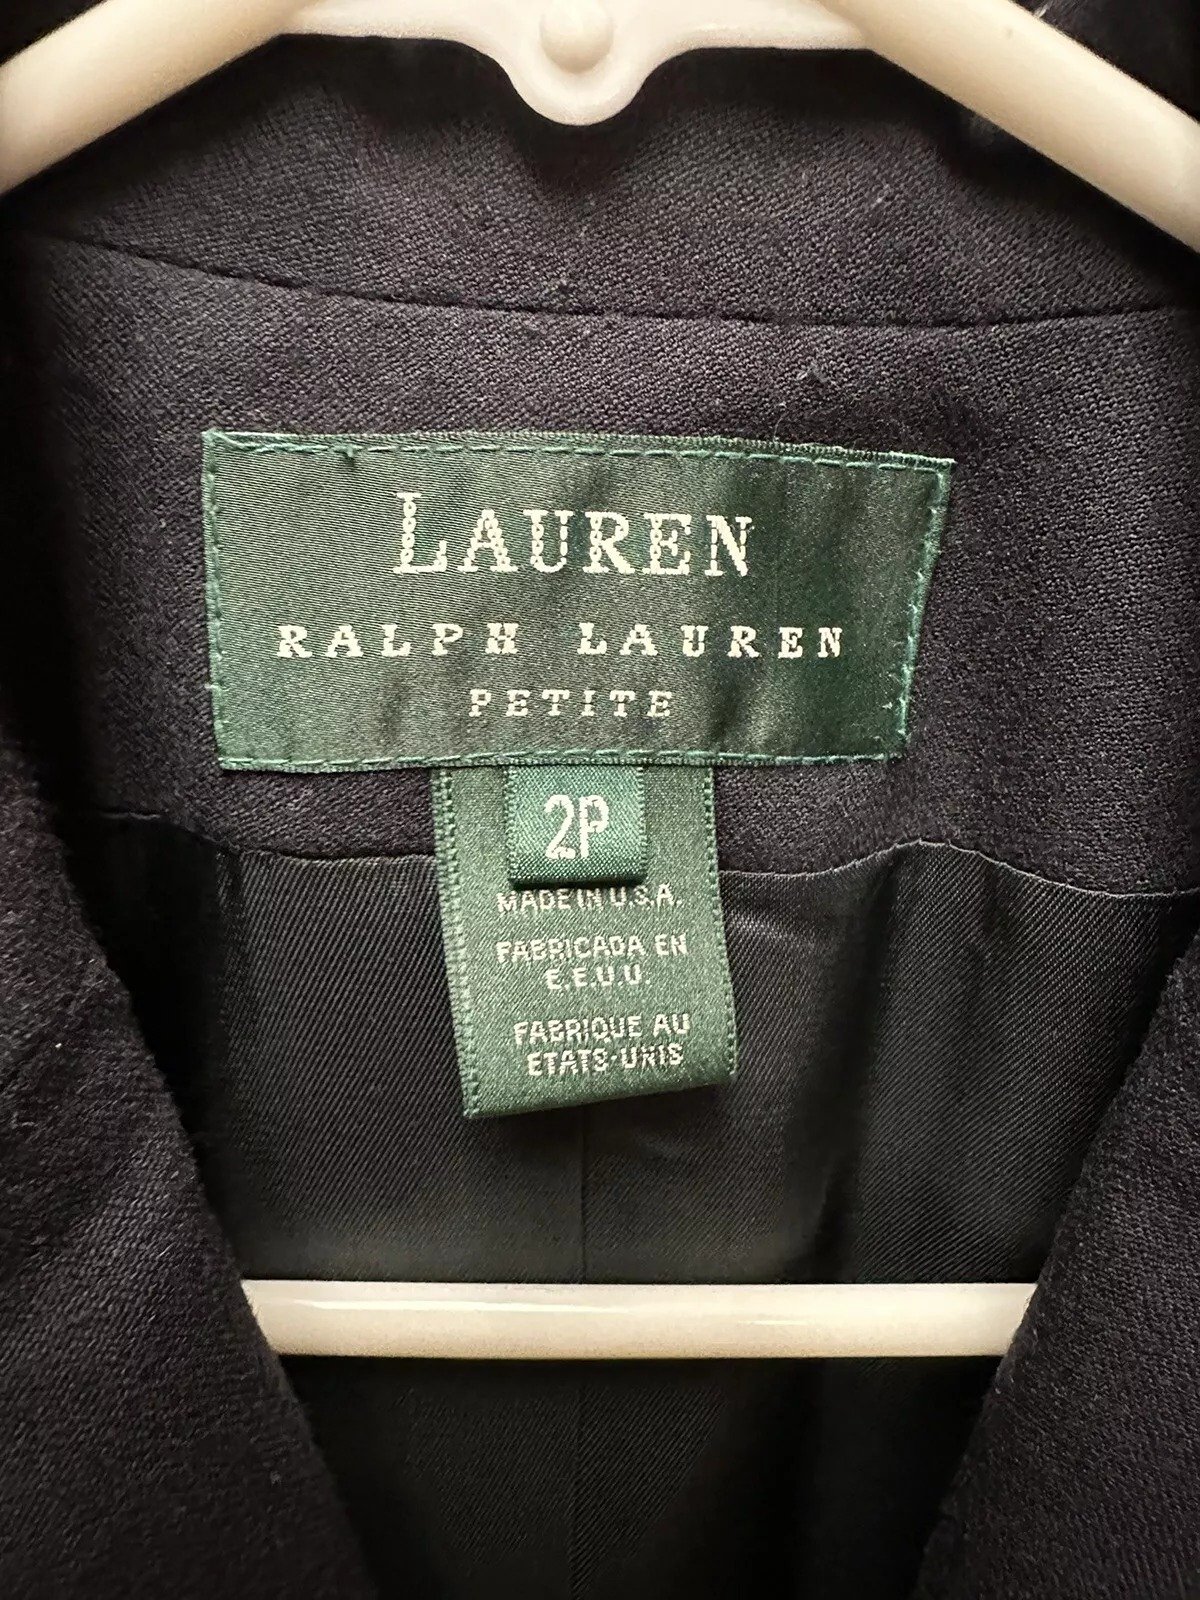 LAUREN
RALPH LAUREN
PETITE
2P
MADE IN U.S.A.
FABRICADA EN
E.E.U.U.
FABRIQUE AU
ETATS-UNIS